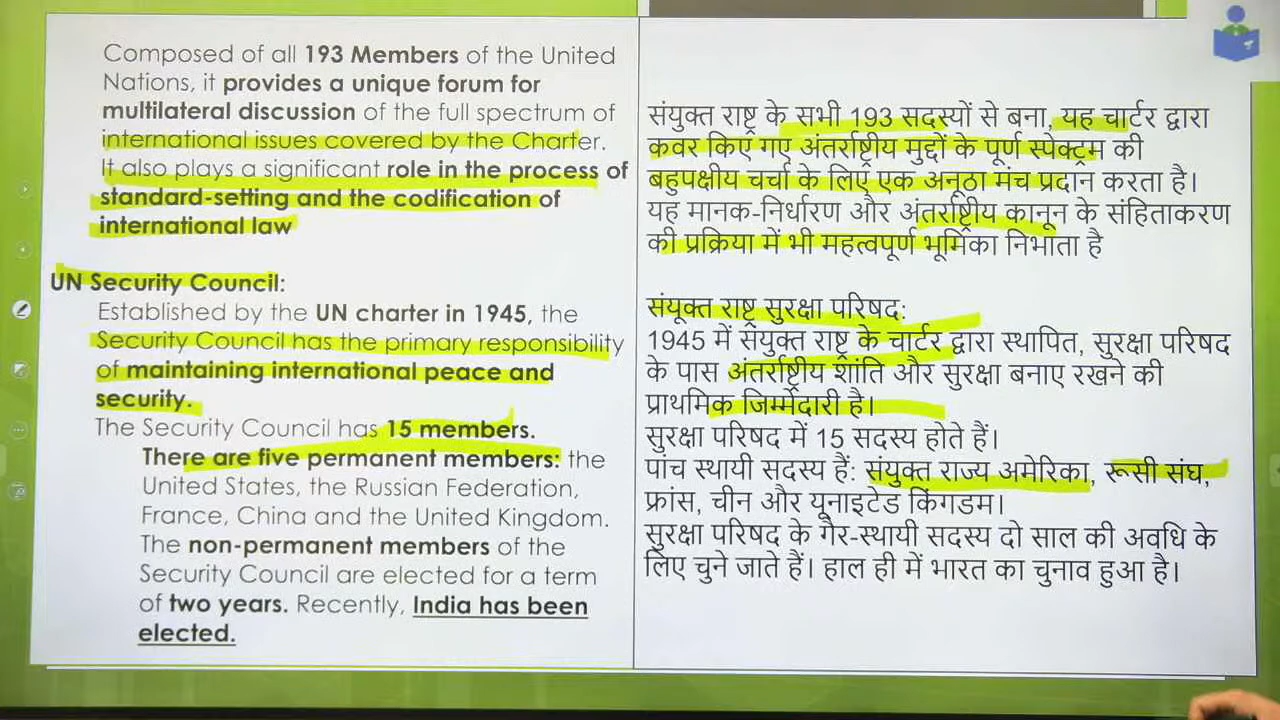 Composed of all 193 Members of the United
Nations, it provides a unique forum for
multilateral discussion of the full spectrum of
international issues covered by the Charter.
It also plays a significant role in the process of
standard-setting and the codification of
international law
UN Security Council:
Established by the UN charter in 1945, the
Security Council has the primary responsibility
of maintaining international peace and
security.
The Security Council has 15 members.
There are five permanent members: the
United States, the Russian Federation,
France, China and the United Kingdom.
The non-permanent members of the
Security Council are elected for a term
of two years. Recently, India has been
elected.
संयुक्त राष्ट्र के सभी 193 सदस्यों से बना, यह चार्टर द्वारा
कवर किए गए अंतर्राष्ट्रीय मुद्दों के पूर्ण स्पेक्ट्रम की
बहुपक्षीय चर्चा के लिए एक अनूठा मंच प्रदान करता है।
यह मानक-निर्धारण और अंतर्राष्ट्रीय कानून के संहिताकरण
की प्रक्रिया में भी महत्वपूर्ण भूमिका निभाता है
संयुक्त राष्ट्र सुरक्षा परिषद:
1945 में संयुक्त राष्ट्र के चार्टर द्वारा स्थापित, सुरक्षा परिषद
के पास अंतर्राष्ट्रीय शांति और सुरक्षा बनाए रखने की
प्राथमिक जिम्मेदारी है।
सुरक्षा परिषद में 15 सदस्य होते हैं।
पांच स्थायी सदस्य हैं: संयुक्त राज्य अमेरिका, रूसी संघ,
फ्रांस, चीन और यूनाइटेड किंगडम।
सुरक्षा परिषद के गैर-स्थायी सदस्य दो साल की अवधि के
लिए चुने जाते हैं। हाल ही में भारत का चुनाव हुआ है।